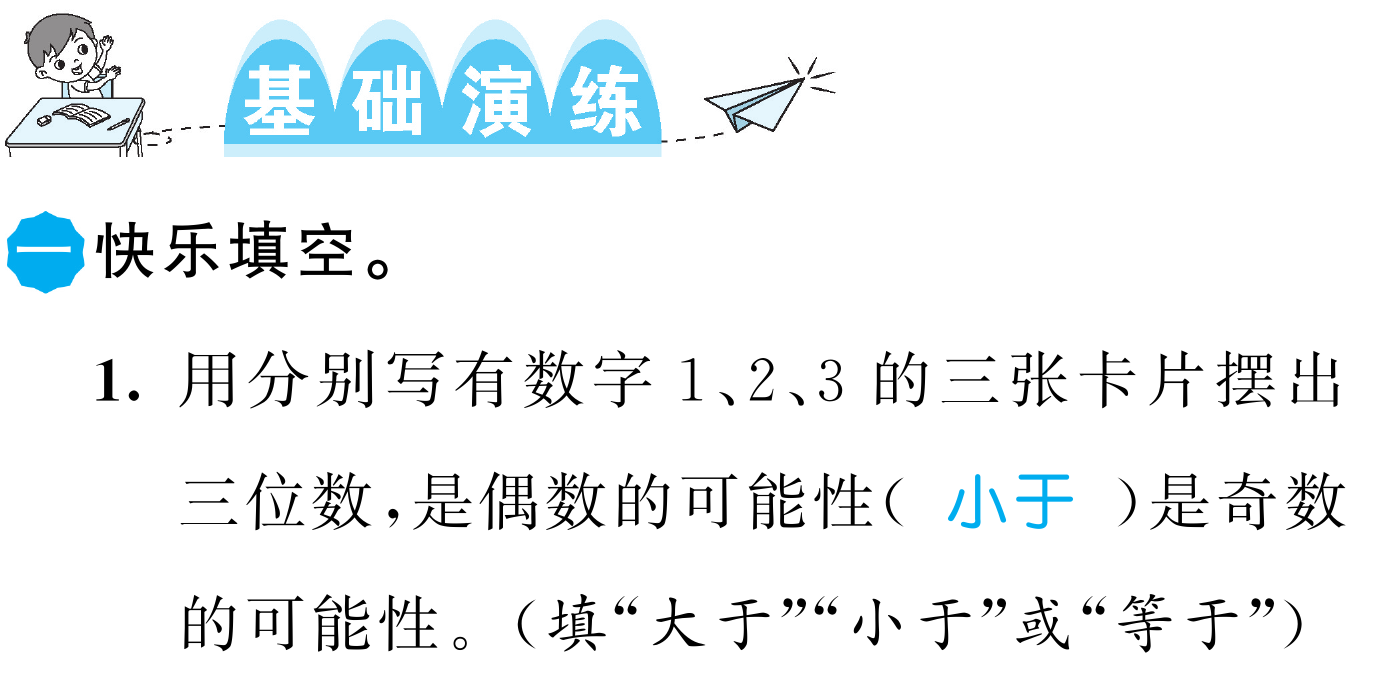 基础演练
一 快乐填空。
1. 用分别写有数字 1、2、3 的三张卡片摆出
三位数,是偶数的可能性( 小于 )是奇数
的可能性。(填“大于”“小于”或“等于”)